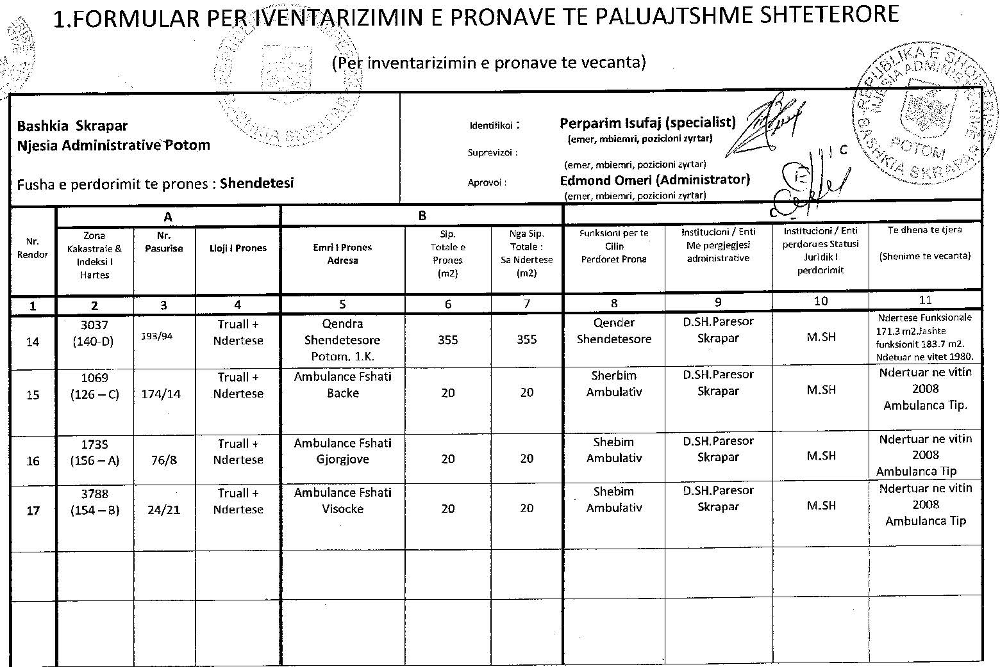 1.FORMULAR PER IVENTARIZIMIN E PRONAVE TE PALUAJTSHME SHTETERORE
(Per inventarizimin e pronave te vecanta)
REPUBLIKA E SHQIPERISE
NJESIA ADMINISTRATIVE
POTOM
BASHKIA SKRAPAR
Bashkia Skrapar
Njesia Administrative Potom
Fusha e perdorimit te prones : Shendetesi
Identifikoi : Perparim Isufaj (specialist)
(emer, mbiemri, pozicioni zyrtar)
Suprevizoi :
(emer, mbiemri, pozicioni zyrtar)
Aprovoi : Edmond Omeri (Administrator)
(emer, mbiemri, pozicioni zyrtar)
A B C
Nr. Rendor
Zona Kakastrale & Indeksi I Hartes
Nr. Pasurise
Lloji I Prones
Emri I Prones Adresa
Sip. Totale e Prones (m2)
Nga Sip. Totale : Sa Ndertese (m2)
Funksioni per te Cilin Perdoret Prona
Institucioni / Enti Me pergjegjesi administrative
Institucioni / Enti perdorues Statusi Juridik I perdorimit
Te dhena te tjera (Shenime te vecanta)
1 2 3 4 5 6 7 8 9 10 11
14 3037 (140-D) 193/94 Truall + Ndertese Qendra Shendetesore Potom. 1.K. 355 355 Qender Shendetesore D.SH.Paresor Skrapar M.SH Ndertese Funksionale 171.3 m2.Jashte funksionit 183.7 m2. Ndetuar ne vitet 1980.
15 1069 (126 – C) 174/14 Truall + Ndertese Ambulance Fshati Backe 20 20 Sherbim Ambulativ D.SH.Paresor Skrapar M.SH Ndertuar ne vitin 2008 Ambulanca Tip.
16 1735 (156 – A) 76/8 Truall + Ndertese Ambulance Fshati Gjorgjove 20 20 Shebim Ambulativ D.SH.Paresor Skrapar M.SH Ndertuar ne vitin 2008 Ambulanca Tip
17 3788 (154 – B) 24/21 Truall + Ndertese Ambulance Fshati Visocke 20 20 Shebim Ambulativ D.SH.Paresor Skrapar M.SH Ndertuar ne vitin 2008 Ambulanca Tip